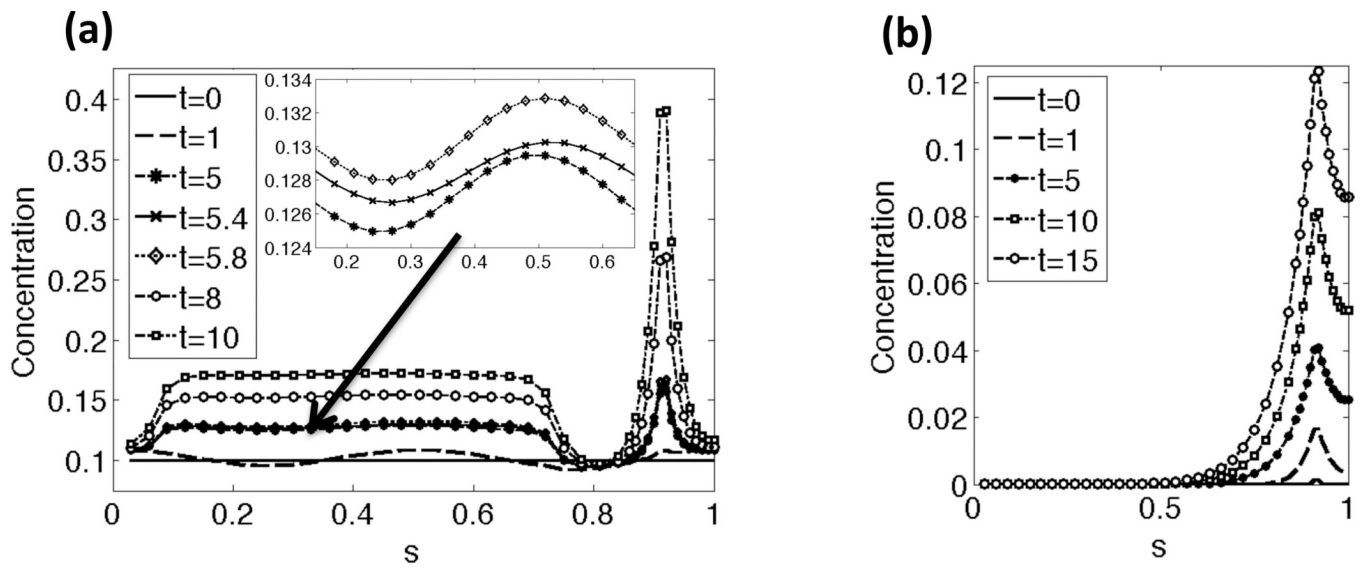 (a)
t=0
t=1
t=5
t=5.4
t=5.8
t=8
t=10
0.4
0.35
0.3
0.25
0.2
0.15
0.1
Concentration
0 0.2 0.4 0.6 0.8 1
s
0.134
0.132
0.13
0.128
0.126
0.124
0.2 0.3 0.4 0.5 0.6
(b)
t=0
t=1
t=5
t=10
t=15
0.12
0.1
0.08
0.06
0.04
0.02
0
Concentration
0 0.5 1
s